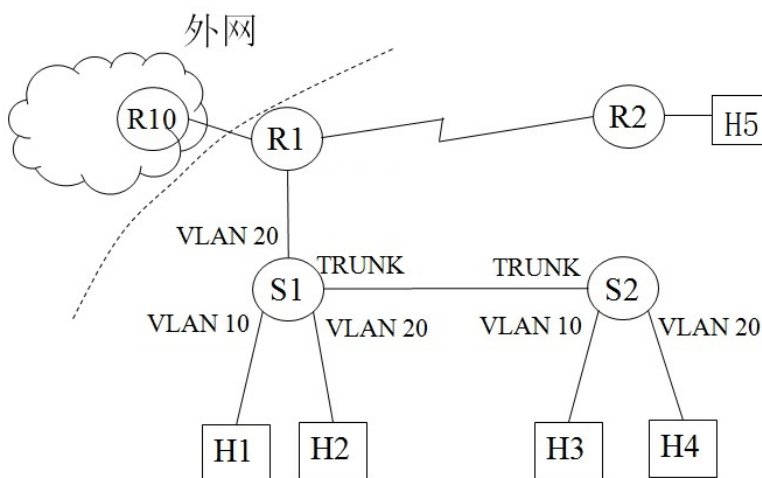 外网
R10
R1
R2
H5
VLAN 20
TRUNK
TRUNK
S1
S2
VLAN 10
VLAN 20
VLAN 10
VLAN 20
H1
H2
H3
H4